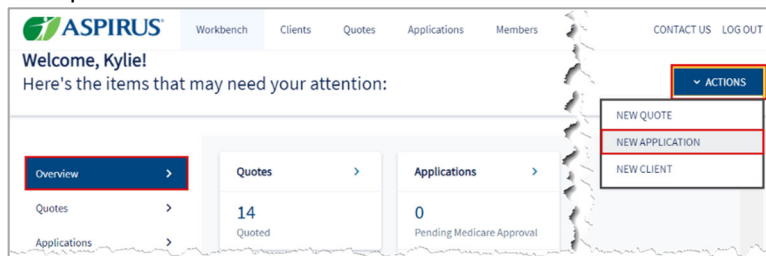 ASPIRUS® Workbench Clients Quotes Applications Members CONTACT US LOG OUT
Welcome, Kylie!
Here's the items that may need your attention:
ACTIONS
NEW QUOTE
NEW APPLICATION
NEW CLIENT
Overview
Quotes
Applications
Quotes
14
Quoted
Applications
0
Pending Medicare Approval